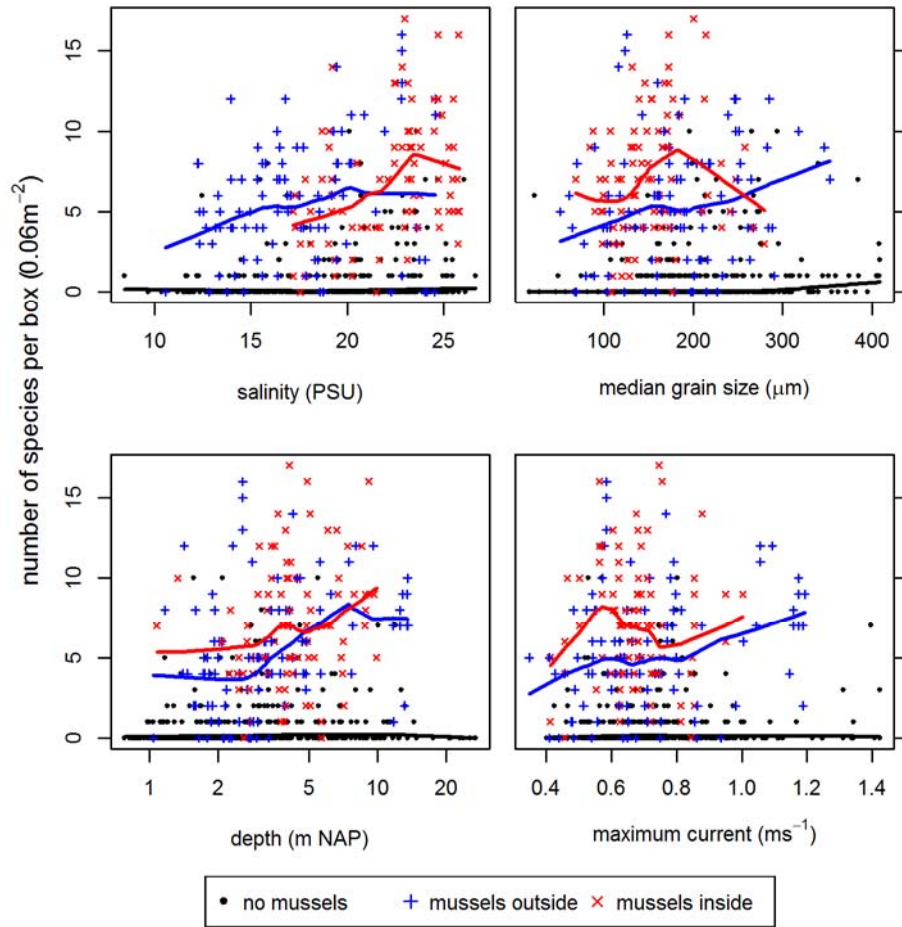 number of species per box (0.06m−2)
0 5 10 15
10 15 20 25
salinity (PSU)
100 200 300 400
median grain size (μm)
0 5 10 15
1 2 5 10 20
depth (m NAP)
0.4 0.6 0.8 1.0 1.2 1.4
maximum current (ms−1)
no mussels mussels outside mussels inside